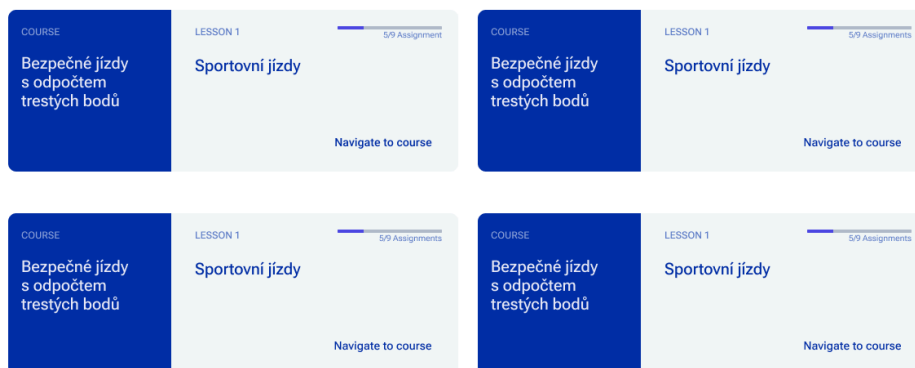 COURSE
Bezpečné jízdy
s odpočtem
trestých bodů
LESSON 1
5/9 Assignment
Sportovní jízdy
Navigate to course
COURSE
Bezpečné jízdy
s odpočtem
trestých bodů
LESSON 1
5/9 Assignments
Sportovní jízdy
Navigate to course
COURSE
Bezpečné jízdy
s odpočtem
trestých bodů
LESSON 1
5/9 Assignments
Sportovní jízdy
Navigate to course
COURSE
Bezpečné jízdy
s odpočtem
trestých bodů
LESSON 1
5/9 Assignments
Sportovní jízdy
Navigate to course